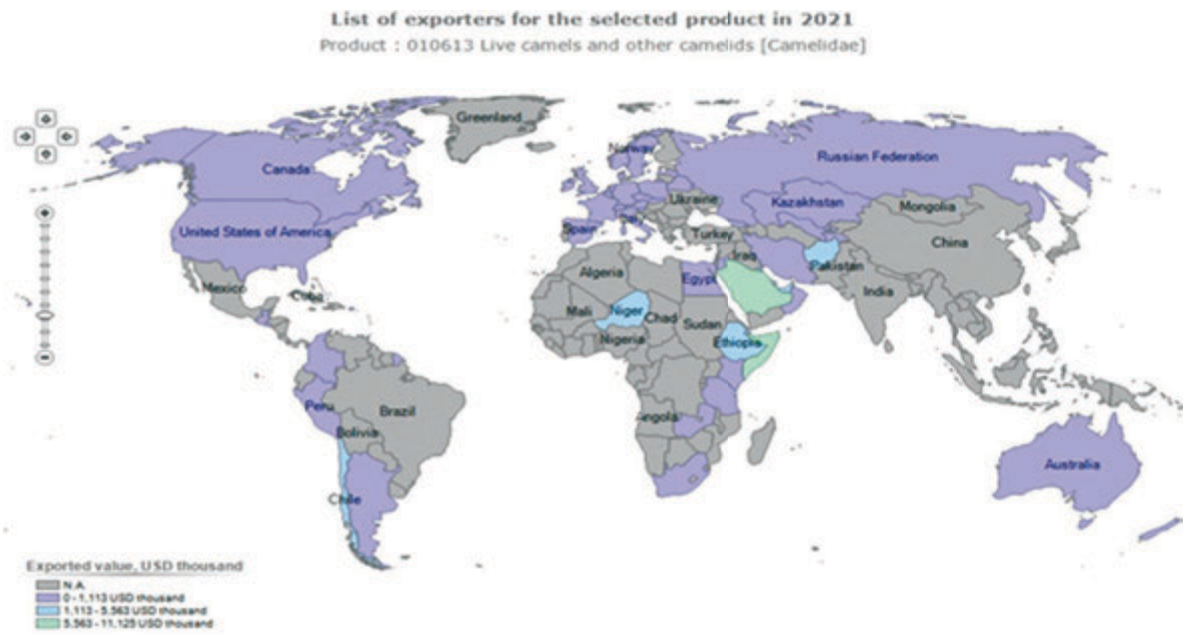 List of exporters for the selected product in 2021
Product : 010613 Live camels and other camelids [Camelidae]
Greenland
Norway
Canada
Russian Federation
Ukraine
Kazakhstan
Mongolia
Spain
United States of America
Turkey
China
Iraq
Algeria
Egypt
Pakistan
Mexico
Cuba
India
Mali
Niger
Chad
Sudan
Nigeria
Ethiopia
Peru
Brazil
Angola
Bolivia
Australia
Chile
Exported value, USD thousand
N.A.
0 - 1,113 USD thousand
1,113 - 5,563 USD thousand
5,563 - 11,125 USD thousand